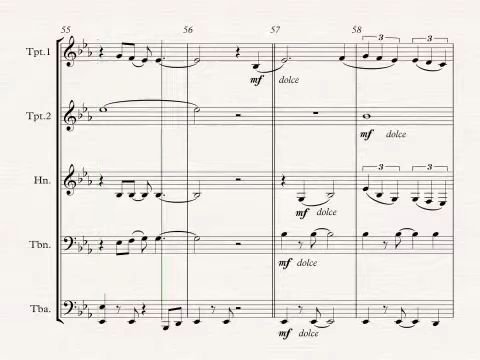 55 56 57 58
Tpt.1
3 3
mf dolce
Tpt.2
mf dolce
Hn.
3 3
mf dolce
Tbn.
mf dolce
Tba.
mf dolce